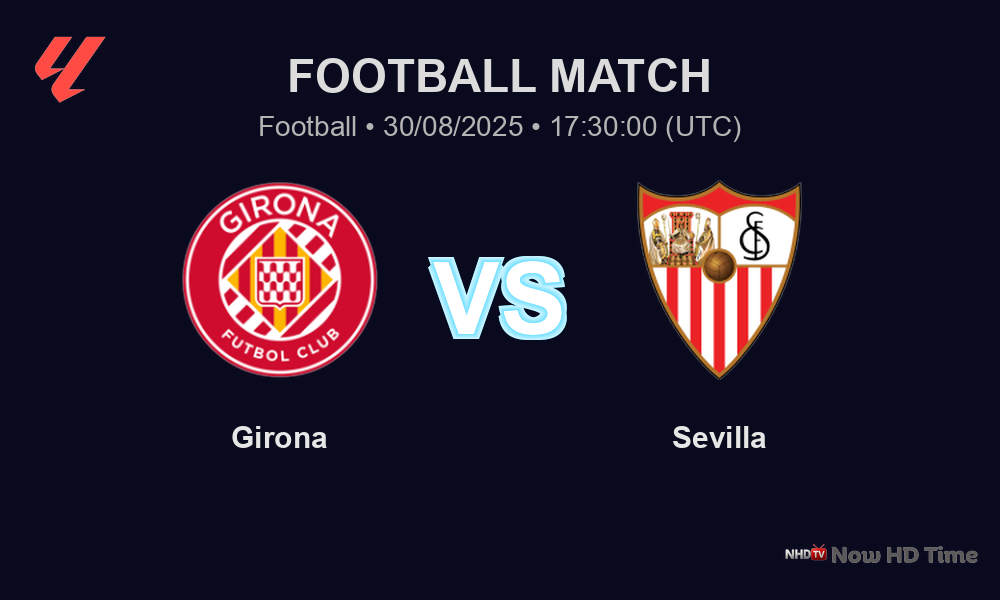 FOOTBALL MATCH
Football • 30/08/2025 • 17:30:00 (UTC)
GIRONA
FUTBOL CLUB
VS
Girona
Sevilla
NHD TV Now HD Time